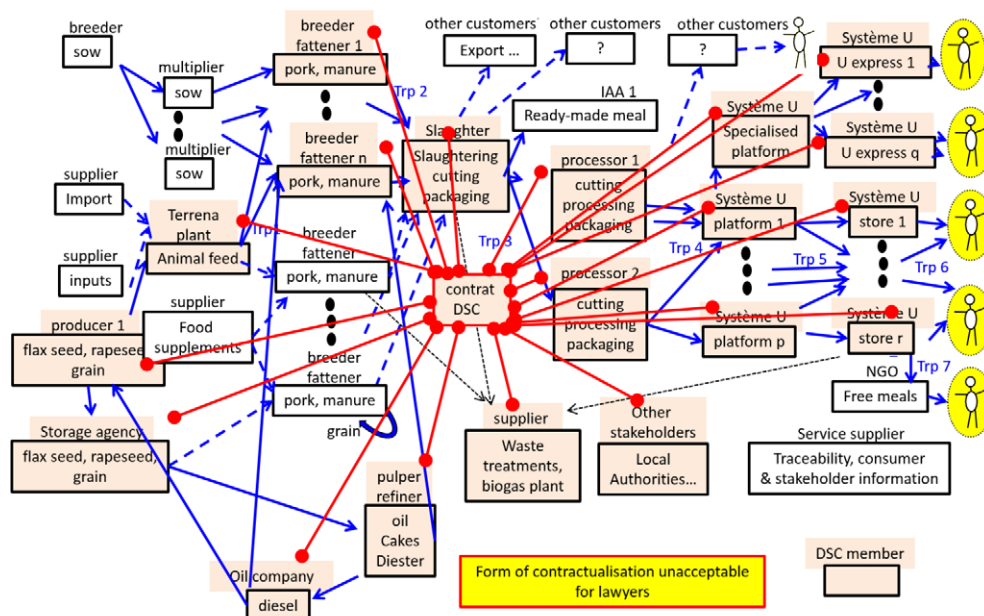 breeder
sow
multiplier
sow
multiplier
sow
supplier
Import
supplier
inputs
Terrena
plant
Animal feed
supplier
Food
supplements
producer 1
flax seed, rapeseed
grain
Storage agency
flax seed, rapeseed,
grain
Oil company
diesel
breeder
fattener 1
pork, manure
breeder
fattener n
pork, manure
breeder
fattener
pork, manure
breeder
fattener
pork, manure
grain
pulper
refiner
oil
Cakes
Diester
Trp 2
other customers
Export ...
other customers
?
other customers
?
IAA 1
Ready-made meal
Slaughter
Slaughtering
cutting
packaging
Trp 3
contrat
DSC
processor 1
cutting
processing
packaging
processor 2
cutting
processing
packaging
supplier
Waste
treatments,
biogas plant
Other
stakeholders
Local
Authorities...
Système U
U express 1
Système U
Specialised
platform
Système U
U express q
Système U
platform 1
Trp 4
Système U
store 1
Trp 5
Trp 6
Système U
platform p
Système U
store r
Trp 7
NGO
Free meals
Service supplier
Traceability, consumer
& stakeholder information
Form of contractualisation unacceptable
for lawyers
DSC member